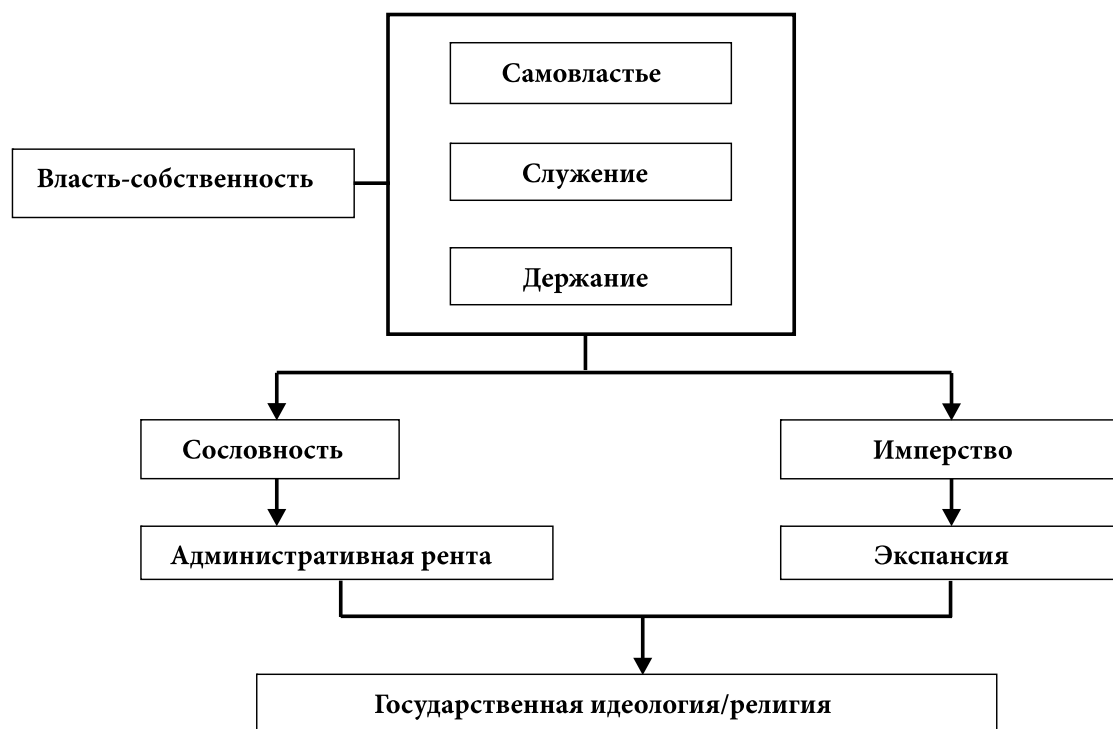 Самовластье
Власть-собственность
Служение
Держание
Сословность
Имперство
Административная рента
Экспансия
Государственная идеология/религия